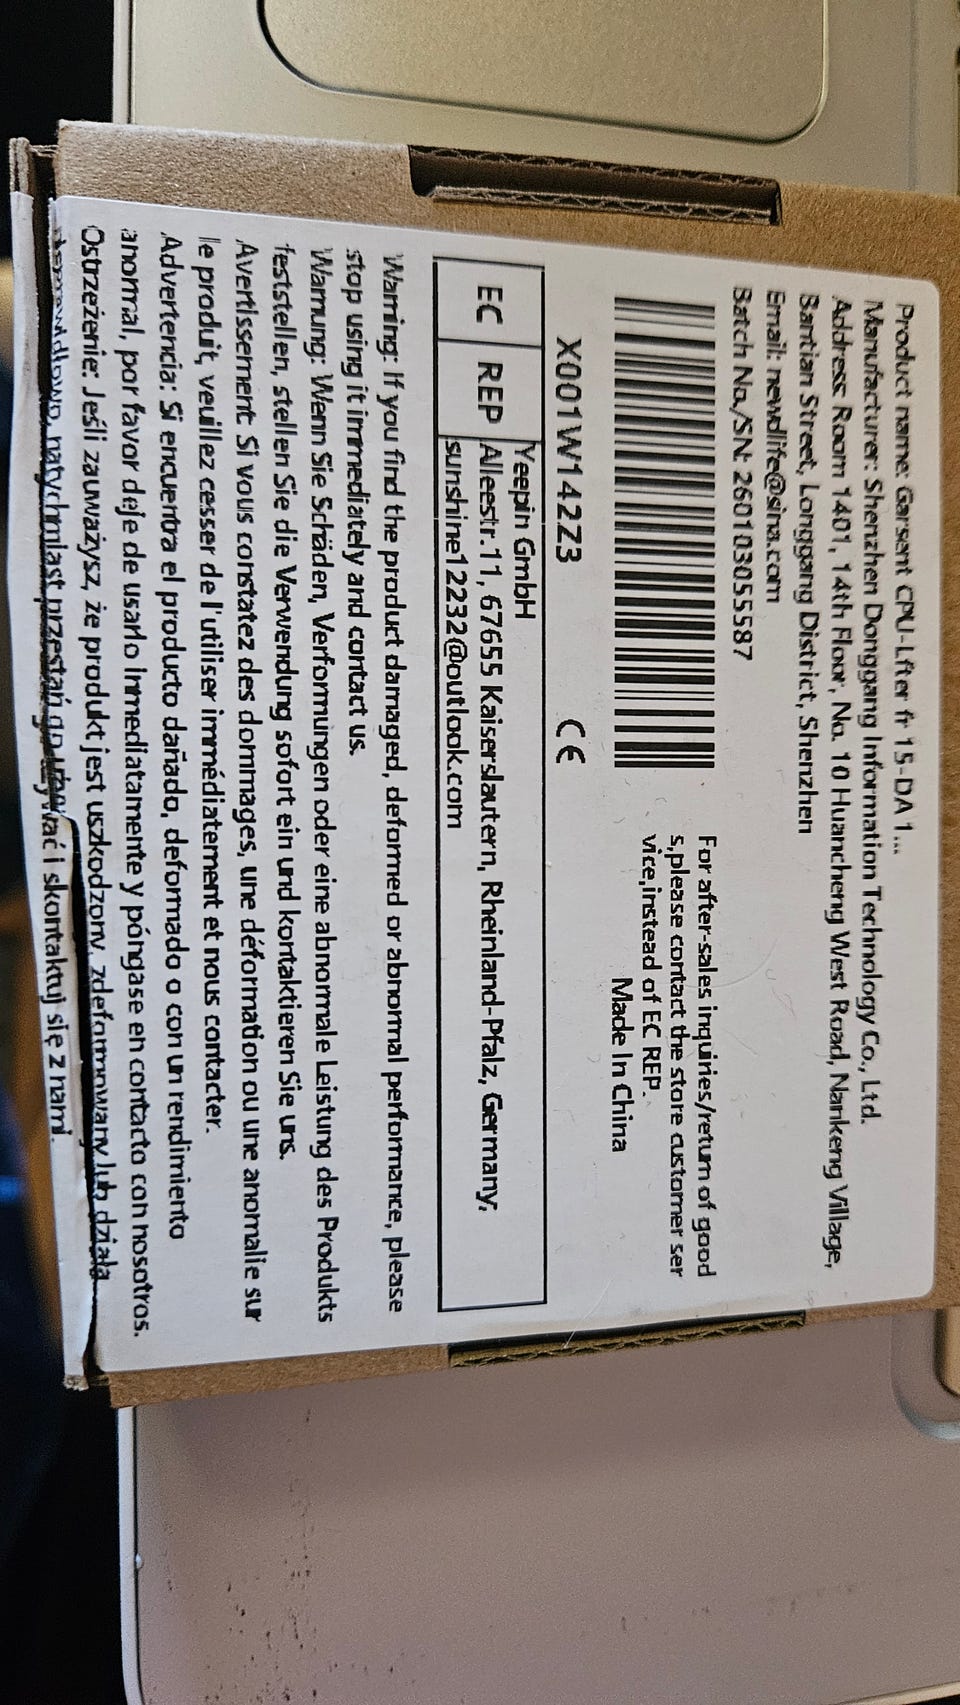 Product name: Garsent CPU-Lfter fr 15-DA 1...
Manufacturer: Shenzhen Donggang Information Technology Co., Ltd.
Address Room 1401, 14th Floor, No. 10 Huancheng West Road, Nankeng Village,
Bantian Street, Longgang District, Shenzhen
Email: newdlife@sina.com
Batch No./SN: 260103055587
For after-sales inquiries/return of good
s,please contact the store customer ser
vice,instead of EC REP.
Made In China
X001W142Z3
CE
EC REP
Yeepin GmbH
Alleestr.11, 67655 Kaiserslautern, Rheinland-Pfalz, Germany.
sunshine12232@outlook.com
Warning: If you find the product damaged, deformed or abnormal performance, please
stop using it immediately and contact us.
Warnung: Wenn Sie Schäden, Verformungen oder eine abnormale Leistung des Produkts
feststellen, stellen Sie die Verwendung sofort ein und kontaktieren Sie uns.
Avertissement: Si vous constatez des dommages, une déformation ou une anomalie sur
le produit, veuillez cesser de l'utiliser immédiatement et nous contacter.
Advertencia: Si encuentra el producto dañado, deformado o con un rendimiento
anormal, por favor deje de usarlo inmediatamente y póngase en contacto con nosotros.
Ostrzeżenie: Jeśli zauważysz, że produkt jest uszkodzony, zdeformowany lub działa
natychmiast przestań go używać i skontaktuj się z nami.